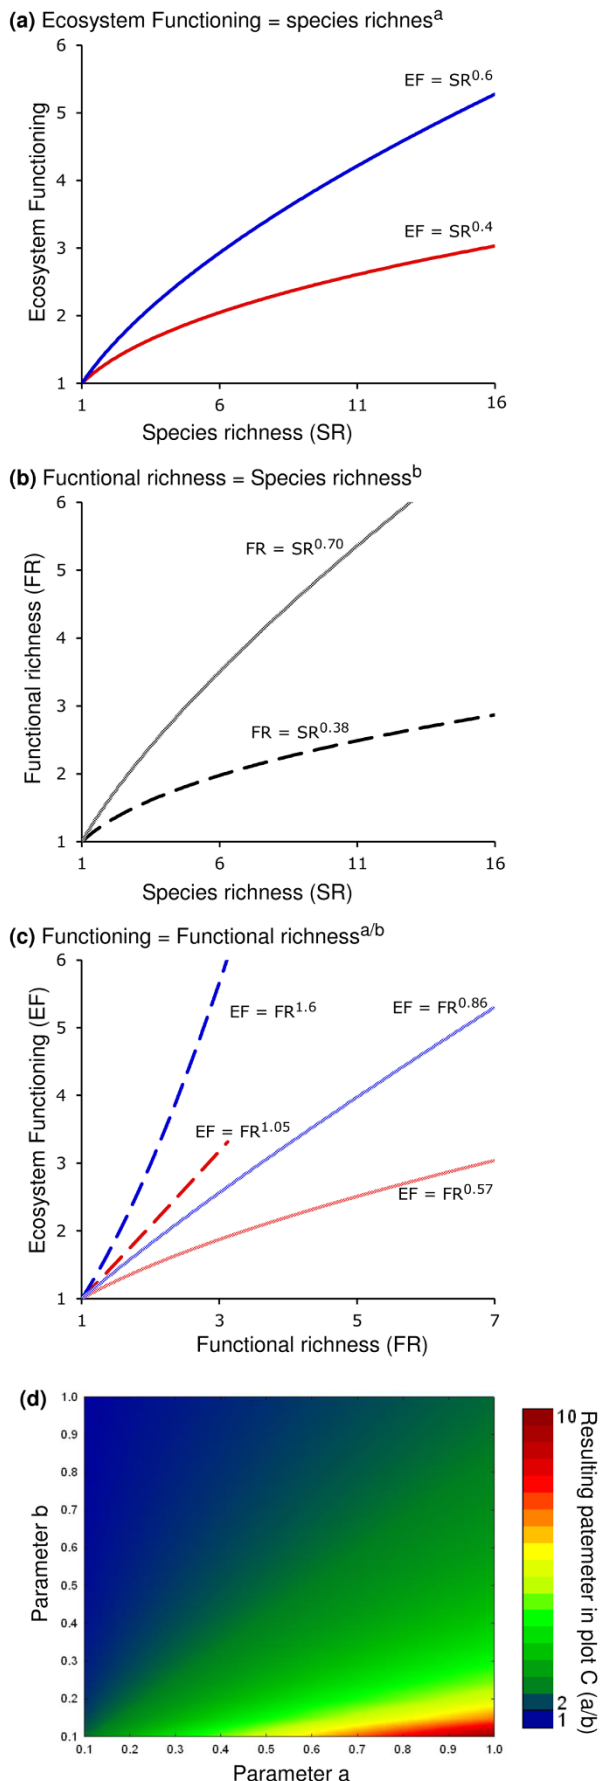 (a) Ecosystem Functioning = species richnes^a
6
EF = SR^0.6
5
4
EF = SR^0.4
3
2
1
Ecosystem Functioning
1 6 11 16
Species richness (SR)
(b) Fucntional richness = Species richness^b
6
FR = SR^0.70
5
4
3
FR = SR^0.38
2
1
Functional richness (FR)
1 6 11 16
Species richness (SR)
(c) Functioning = Functional richness^a/b
6
EF = FR^1.6
EF = FR^0.86
5
4
EF = FR^1.05
3
EF = FR^0.57
2
1
Ecosystem Functioning (EF)
1 3 5 7
Functional richness (FR)
(d)
1.0
0.9
0.8
0.7
0.6
0.5
0.4
0.3
0.2
0.1
Parameter b
0.1 0.2 0.3 0.4 0.5 0.6 0.7 0.8 0.9 1.0
Parameter a
10
2
1
Resulting patemeter in plot C (a/b)